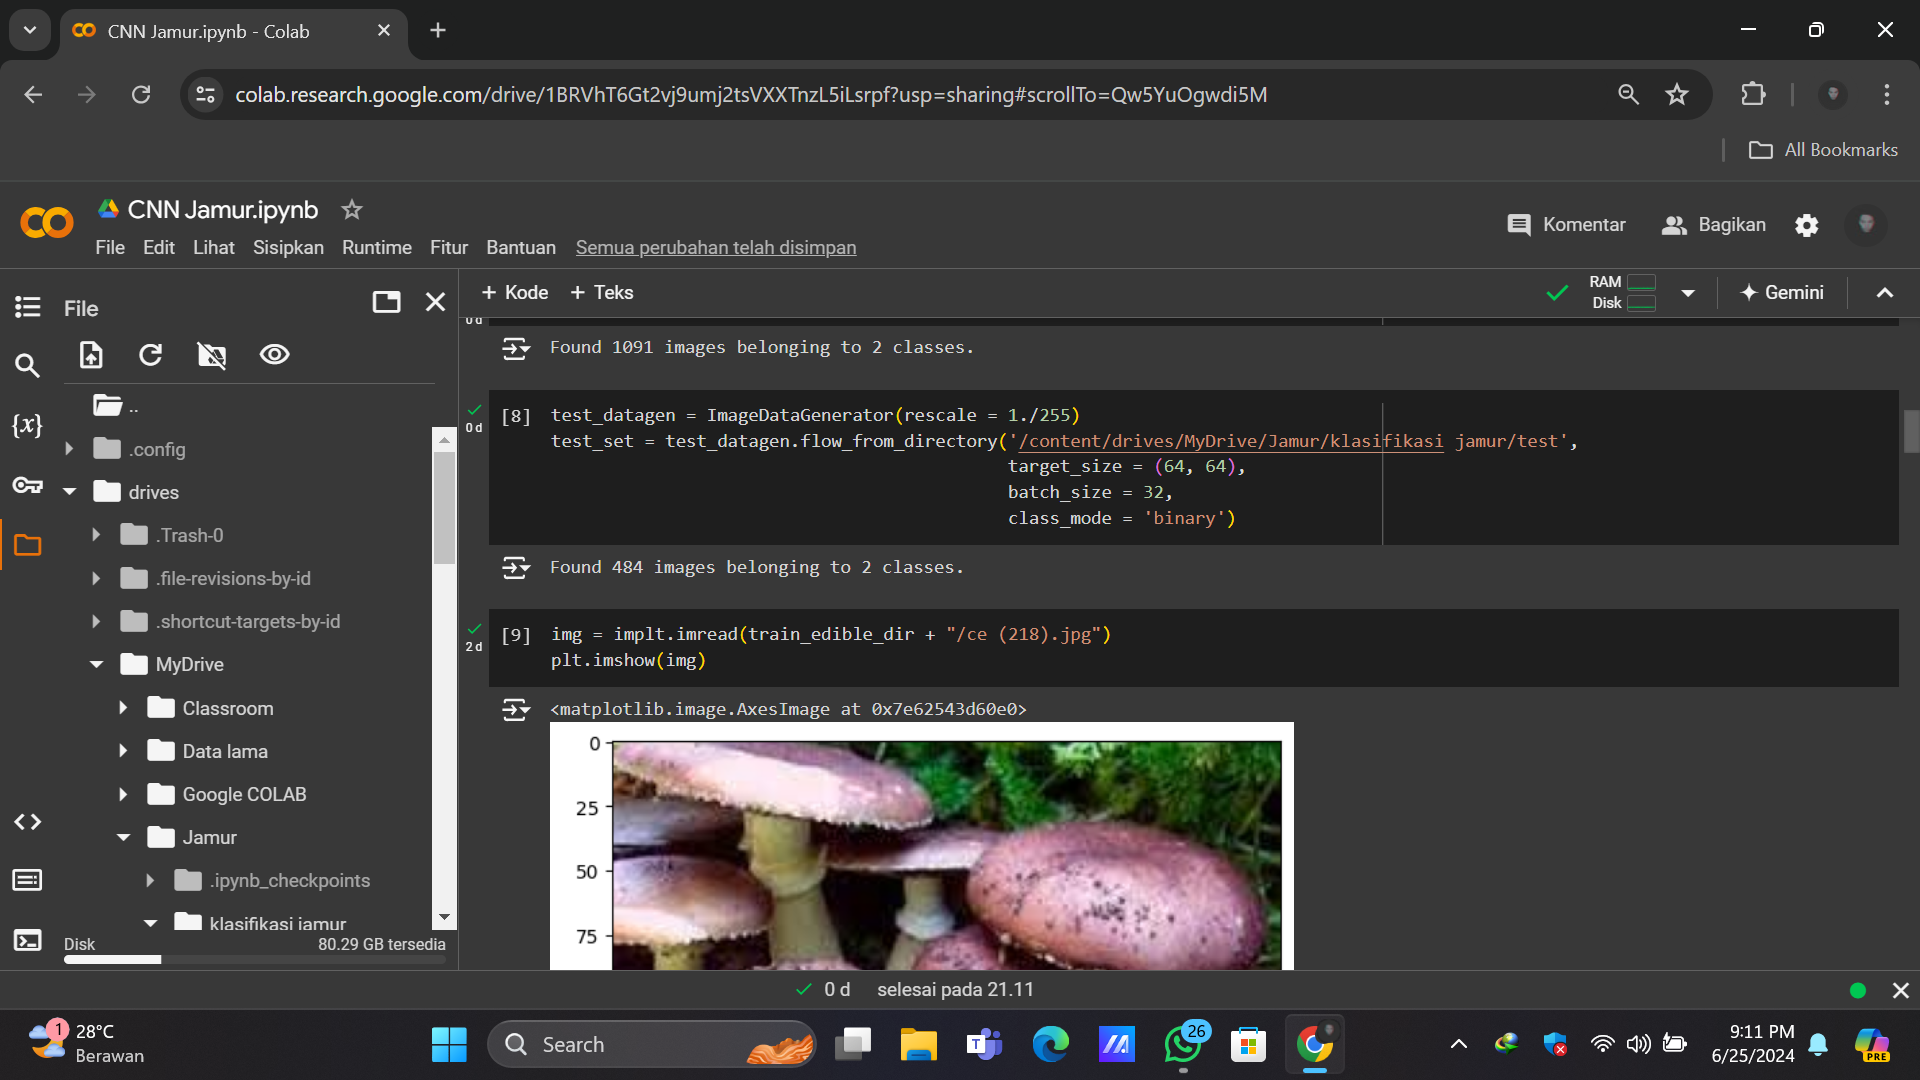 CNN Jamur.ipynb - Colab
colab.research.google.com/drive/1BRVhT6Gt2vj9umj2tsVXXTnzL5iLsrpf?usp=sharing#scrollTo=Qw5YuOgwdi5M
All Bookmarks
CNN Jamur.ipynb
File Edit Lihat Sisipkan Runtime Fitur Bantuan Semua perubahan telah disimpan
Komentar Bagikan
File
+ Kode + Teks
RAM
Disk
Gemini
..
.config
drives
.Trash-0
.file-revisions-by-id
.shortcut-targets-by-id
MyDrive
Classroom
Data lama
Google COLAB
Jamur
.ipynb_checkpoints
klasifikasi jamur
Disk 80.29 GB tersedia
{x}
0 d
Found 1091 images belonging to 2 classes.
0 d
[8] test_datagen = ImageDataGenerator(rescale = 1./255)
test_set = test_datagen.flow_from_directory('/content/drives/MyDrive/Jamur/klasifikasi jamur/test',
target_size = (64, 64),
batch_size = 32,
class_mode = 'binary')
Found 484 images belonging to 2 classes.
2 d
[9] img = implt.imread(train_edible_dir + "/ce (218).jpg")
plt.imshow(img)
<matplotlib.image.AxesImage at 0x7e62543d60e0>
0
25
50
75
0 d selesai pada 21.11
1
28°C
Berawan
Search
T
26
9:11 PM
6/25/2024
PRE